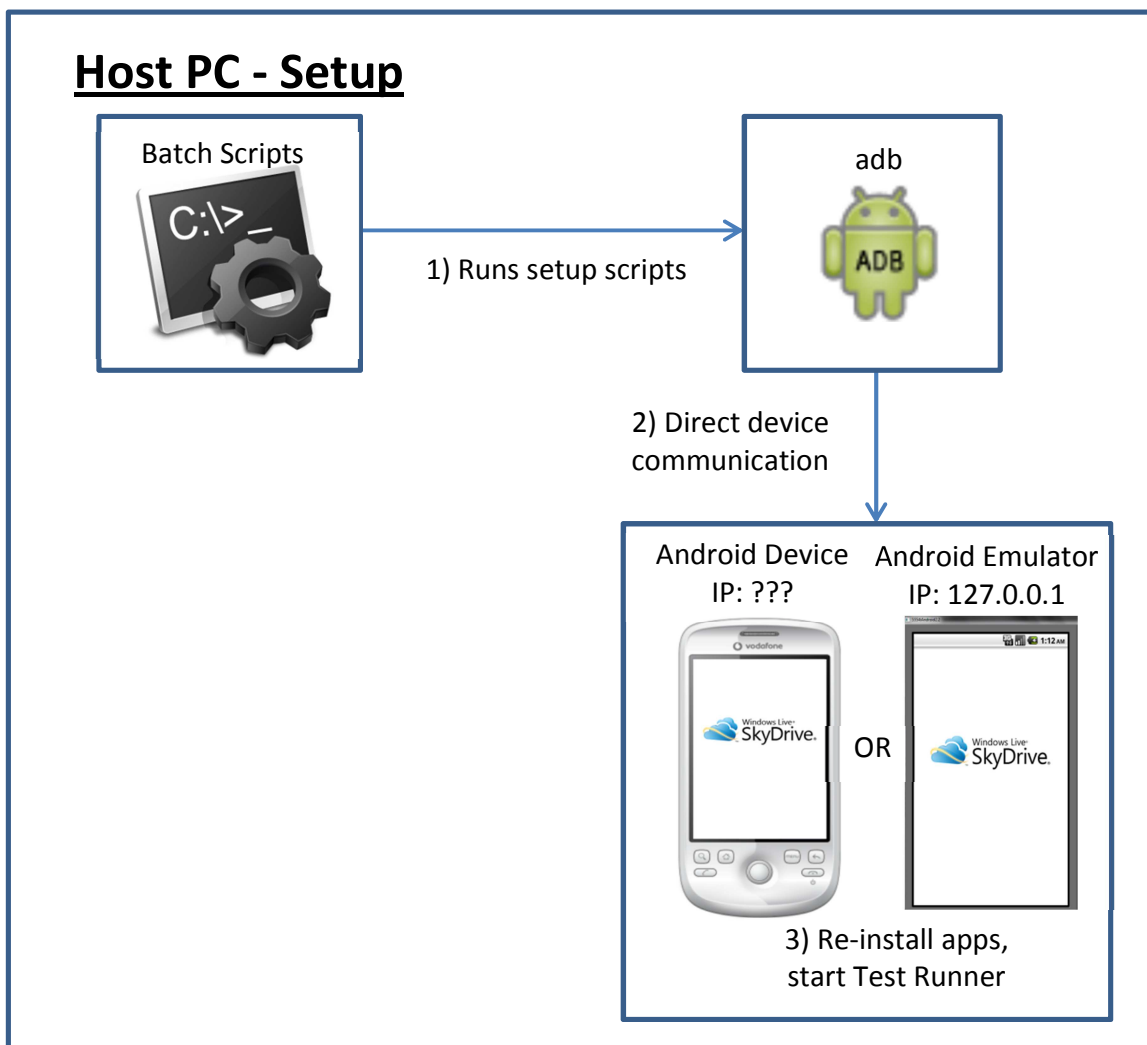 Host PC - Setup
Batch Scripts
C:\>_
1) Runs setup scripts
adb
ADB
2) Direct device
communication
Android Device
IP: ???
Android Emulator
IP: 127.0.0.1
vodafone
Windows Live
SkyDrive.
MENU
OR
1:12 AM
Windows Live
SkyDrive.
3) Re-install apps,
start Test Runner